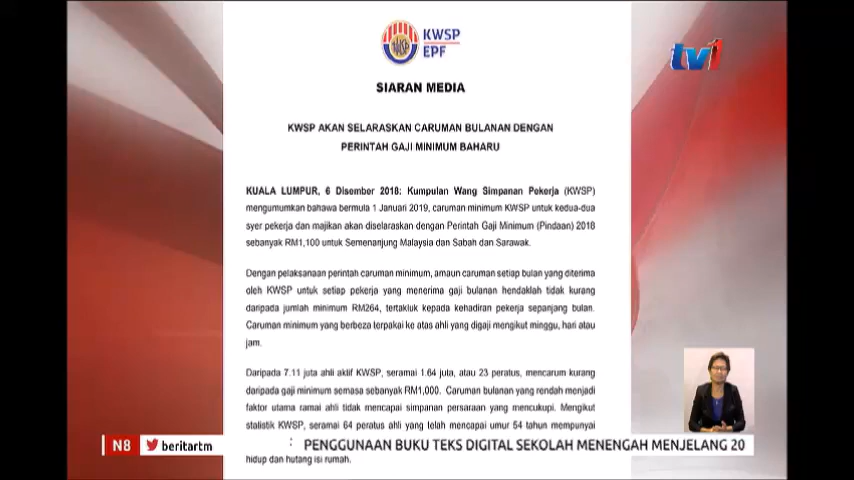 KWSP
EPF
tv1
SIARAN MEDIA
KWSP AKAN SELARASKAN CARUMAN BULANAN DENGAN
PERINTAH GAJI MINIMUM BAHARU
KUALA LUMPUR, 6 Disember 2018: Kumpulan Wang Simpanan Pekerja (KWSP)
mengumumkan bahawa bermula 1 Januari 2019, caruman minimum KWSP untuk kedua-dua
syer pekerja dan majikan akan diselaraskan dengan Perintah Gaji Minimum (Pindaan) 2018
sebanyak RM1,100 untuk Semenanjung Malaysia dan Sabah dan Sarawak.
Dengan pelaksanaan perintah caruman minimum, amaun caruman setiap bulan yang diterima
oleh KWSP untuk setiap pekerja yang menerima gaji bulanan hendaklah tidak kurang
daripada jumlah minimum RM264, tertakluk kepada kehadiran pekerja sepanjang bulan.
Caruman minimum yang berbeza terpakai ke atas ahli yang digaji mengikut minggu, hari atau
jam.
Daripada 7.11 juta ahli aktif KWSP, seramai 1.64 juta, atau 23 peratus, mencarum kurang
daripada gaji minimum semasa sebanyak RM1,000. Caruman bulanan yang rendah menjadi
faktor utama ramai ahli tidak mencapai simpanan persaraan yang mencukupi. Mengikut
statistik KWSP, seramai 64 peratus ahli yang telah mencapai umur 54 tahun mempunyai
N8 beritartm PENGGUNAAN BUKU TEKS DIGITAL SEKOLAH MENENGAH MENJELANG 20
hidup dan hutang isi rumah.